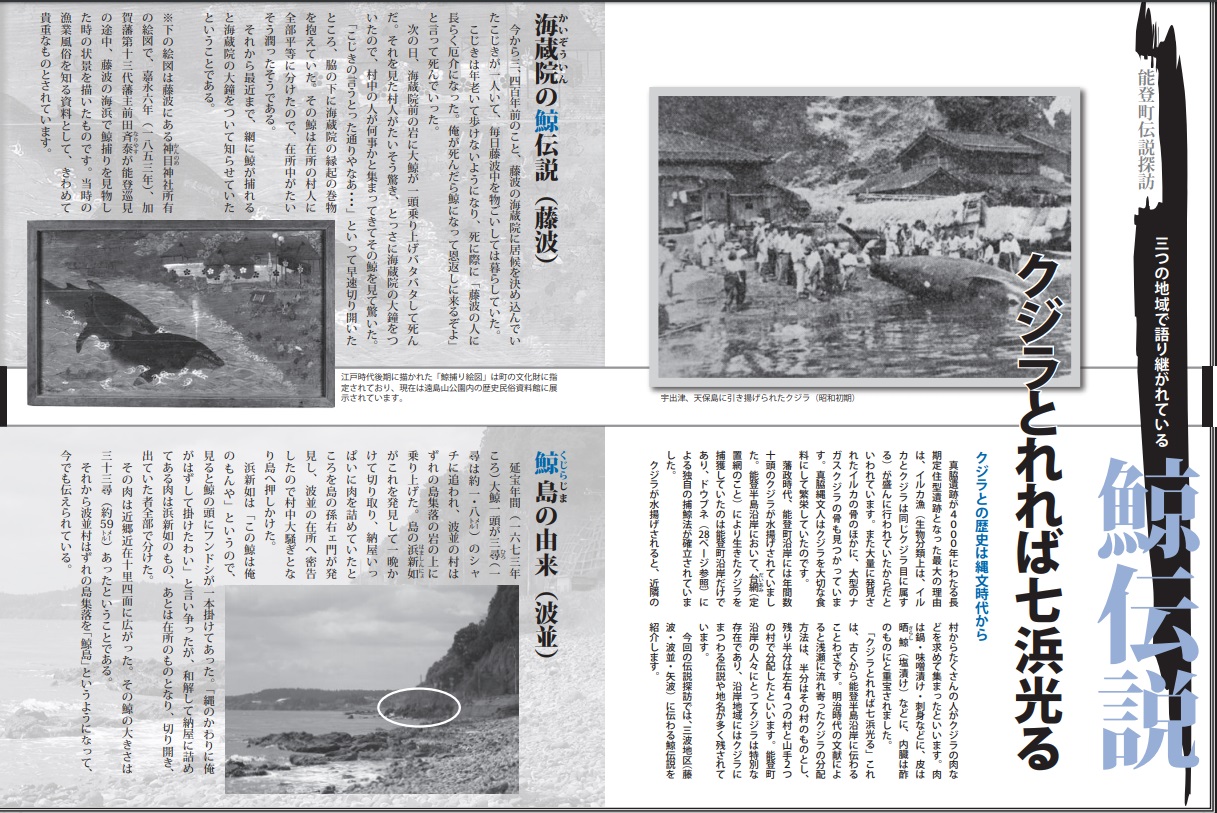 能登町伝説探訪
三つの地域で語り継がれている
鯨伝説
クジラとれれば七浜光る
宇出津、天保島に引き揚げられたクジラ(昭和初期)
クジラとの歴史は縄文時代から
真脇遺跡が4000年にわたる長
期定住型遺跡となった最大の理由
は、イルカ漁(生物分類上は、イル
カとクジラは同じクジラ目に属す
る)が盛んに行われていたからだと
いわれています。また大量に発見さ
れたイルカの骨のほかに、大型のナ
ガスクジラの骨も見つかっていま
す。真脇縄文人はクジラを大切な食
料にして繁栄していたのです。
藩政時代、能登町沿岸には年間数
十頭のクジラが水揚げされていまし
た。能登半島沿岸において、台網(定
置網のこと)により生きたクジラを
捕獲していたのは能登町沿岸だけで
あり、ドウブネ(28ページ参照)に
よる独自の捕鯨法が確立されていま
した。
クジラが水揚げされると、近隣の
村からたくさんの人がクジラの肉な
どを求めて集まったといいます。肉
は鍋・味噌漬け・刺身などに、皮は
晒鯨(塩漬け)などに、内臓は酢
のものにと重宝されました。
「クジラとれれば七浜光る」これ
は、古くから能登半島沿岸に伝わる
ことわざです。明治時代の文献によ
ると浅瀬に流れ寄ったクジラの分配
方法は、半分はその村のものとし、
残り半分は左右4つの村と山手2つ
の村で分配したといいます。能登町
沿岸の人々にとってクジラは特別な
存在であり、沿岸地域にはクジラに
まつわる伝説や地名が多く残されて
います。
今回の伝説探訪では、三波地区(藤
波・波並・矢波)に伝わる鯨伝説を
紹介します。
海蔵院の鯨伝説(藤波)
かいぞういん
今から三、四百年前のこと、藤波の海蔵院に居候を決め込んでい
たこじきが一人いて、毎日藤波中を物ごいしては暮らしていた。
こじきは年老いて歩けないようになり、死に際に「藤波の人に
長らく厄介になった。俺が死んだら鯨になって恩返しに来るぞよ」
と言って死んでいった。
次の日、海蔵院前の岩に大鯨が一頭乗り上げバタバタして死ん
だ。それを見た村人がたいそう驚き、とっさに海蔵院の大鐘をつ
いたので、村中の人が何事かと集まってきてその鯨を見て驚いた。
「こじきの言うとった通りやなあ・・・」といって早速切り開いた
ところ、脇の下に海蔵院の縁起の巻物
を抱えていた。その鯨は在所の村人に
全部平等に分けたので、在所中がたい
そう潤ったそうである。
それから最近まで、網に鯨が捕れる
と海蔵院の大鐘をついて知らせていた
ということである。
※下の絵図は藤波にある神目神社所有
の絵図で、嘉永六年(一八五三年)、加
賀藩第十三代藩主前田斉泰が能登巡見
の途中、藤波の海浜で鯨捕りを見物し
た時の状景を描いたものです。当時の
漁業風俗を知る資料として、きわめて
貴重なものとされています。
江戸時代後期に描かれた「鯨捕り絵図」は町の文化財に指
定されており、現在は遠島山公園内の歴史民俗資料館に展
示されています。
鯨島の由来(波並)
くじらじま
延宝年間(一六七三年
ころ)大鯨一頭が三尋(一
尋は約一・八メートル)のシャ
チに追われ、波並の村は
ずれの島集落の岩の上に
乗り上げた。島の浜新如
がこれを発見して一晩か
けて切り取り、納屋いっ
ぱいに肉を詰めていたと
ころを島の孫右ェ門が発
見し、波並の在所へ密告
したので村中大騒ぎとな
り島へ押しかけた。
浜新如は「この鯨は俺
のもんや」というので、
見ると鯨の頭にフンドシが一本掛けてあった。「縄のかわりに俺
がはずして掛けたわい」と言い争ったが、和解して納屋に詰め
てある肉は浜新如のもの、あとは在所のものとなり、切り開き、
出ていた者全部で分けた。
その肉は近郷近在十里四面に広がった。その鯨の大きさは
三十三尋(約59メートル)あったということである。
それから波並村はずれの島集落を「鯨島」というようになって、
今でも伝えられている。